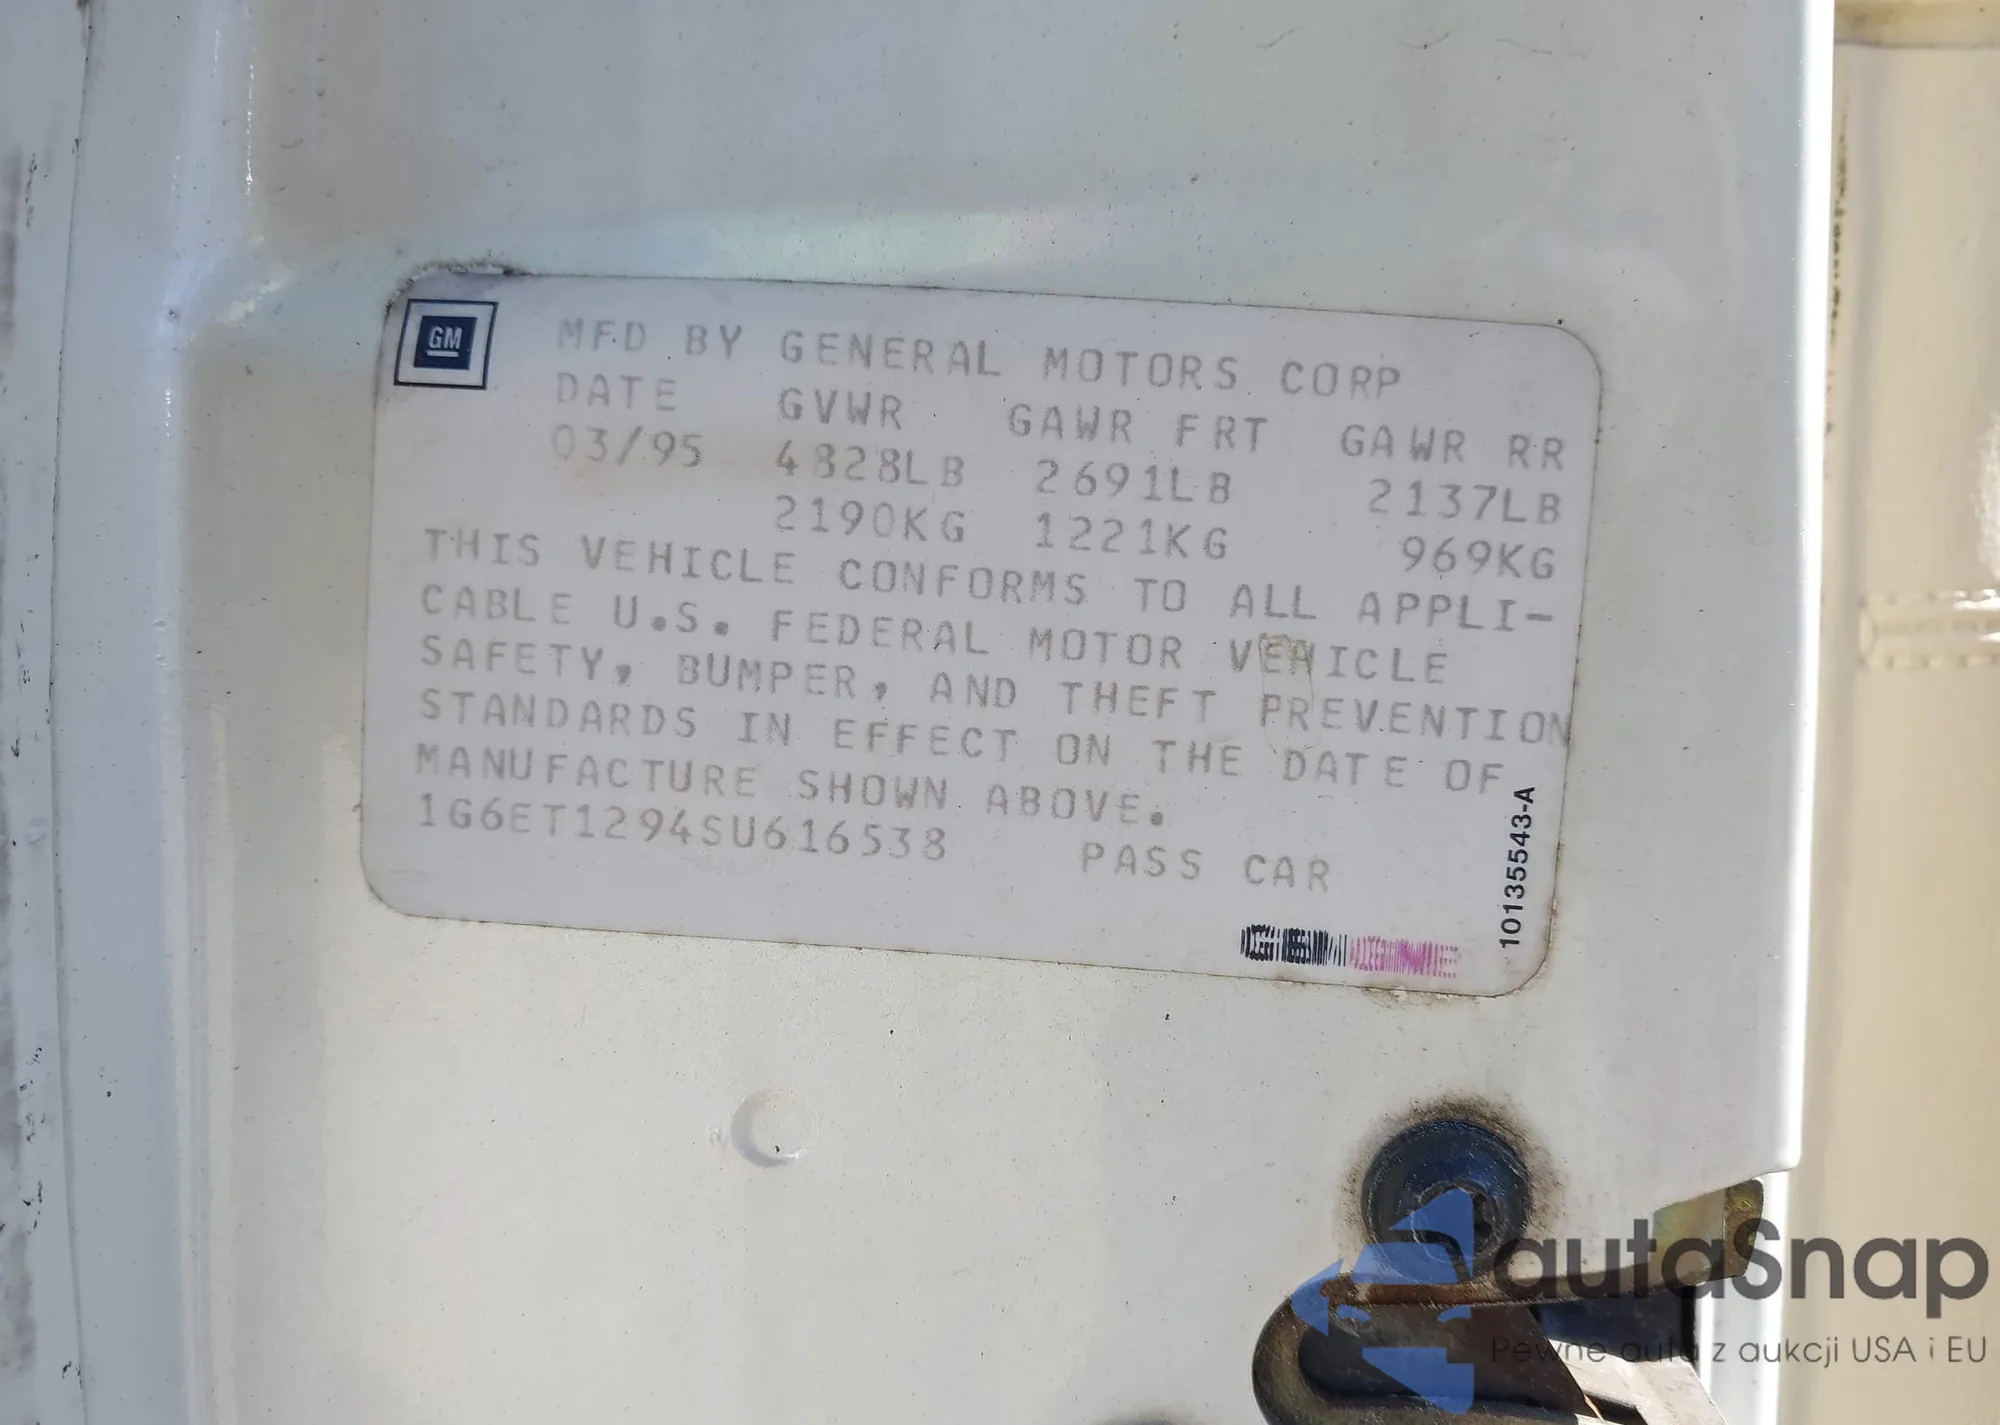 GM
MFD BY GENERAL MOTORS CORP
DATE GVWR GAWR FRT GAWR RR
03/95 4828LB 2691LB 2137LB
2190KG 1221KG 969KG
THIS VEHICLE CONFORMS TO ALL APPLI-
CABLE U.S. FEDERAL MOTOR VEHICLE
SAFETY, BUMPER, AND THEFT PREVENTION
STANDARDS IN EFFECT ON THE DATE OF
MANUFACTURE SHOWN ABOVE.
1G6ET1294SU616538 PASS CAR
10135543-A
autaSnap
Pewne auta z aukcji USA i EU